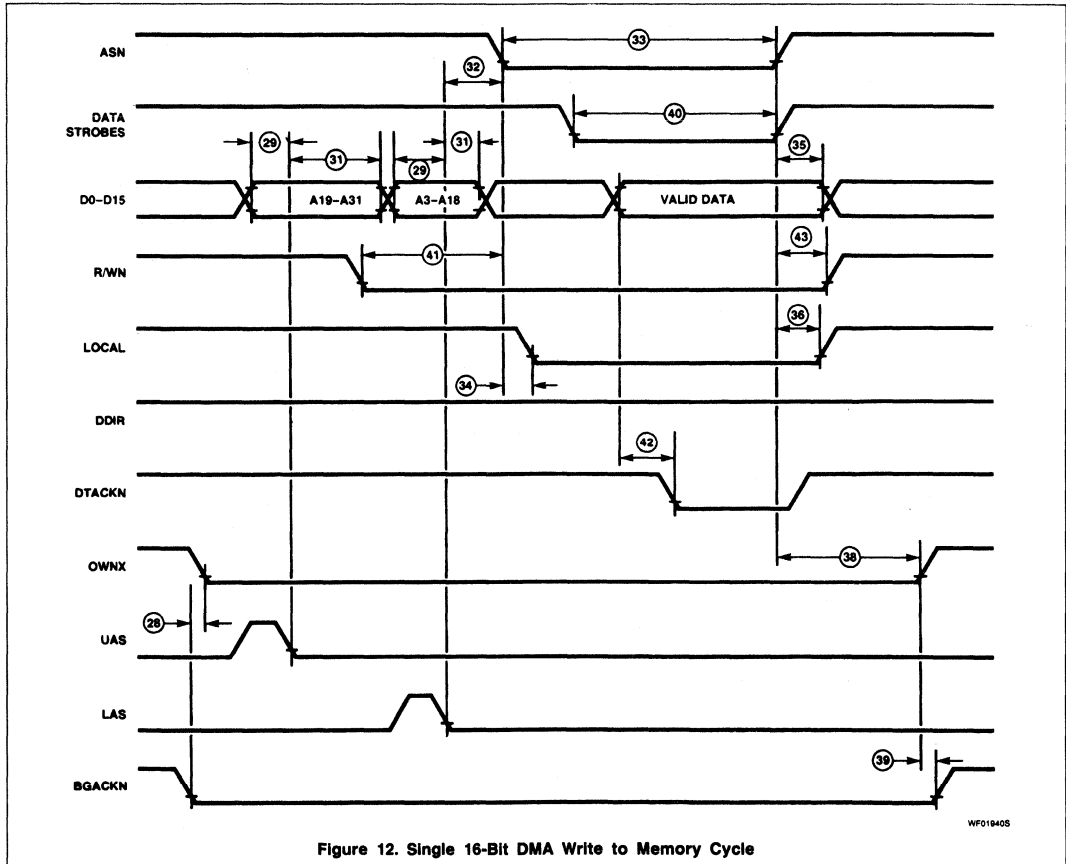 ASN
33
32
DATA
STROBES
40
29
31
31
29
35
D0-D15
A19-A31
A3-A18
VALID DATA
41
43
R/WN
36
LOCAL
34
DDIR
42
DTACKN
38
OWNX
28
UAS
LAS
39
BGACKN
WF01940S
Figure 12. Single 16-Bit DMA Write to Memory Cycle